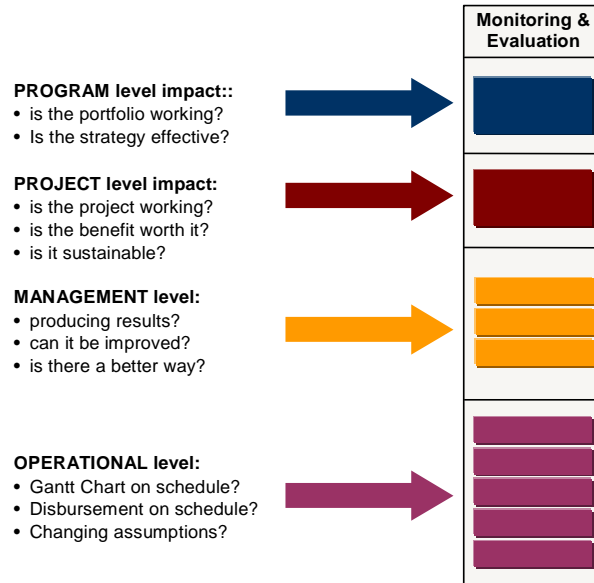 Monitoring &
Evaluation
PROGRAM level impact::
• is the portfolio working?
• Is the strategy effective?
PROJECT level impact:
• is the project working?
• is the benefit worth it?
• is it sustainable?
MANAGEMENT level:
• producing results?
• can it be improved?
• is there a better way?
OPERATIONAL level:
• Gantt Chart on schedule?
• Disbursement on schedule?
• Changing assumptions?